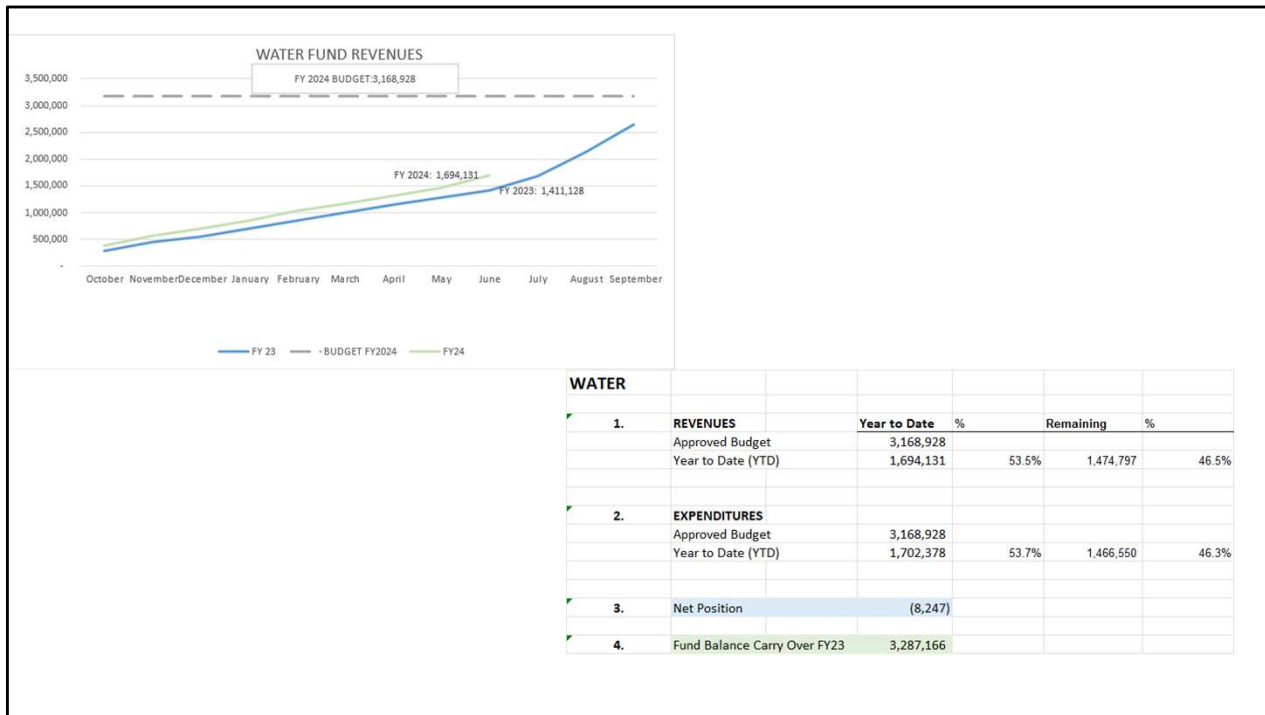 WATER FUND REVENUES
FY 2024 BUDGET:3,168,928
3,500,000
3,000,000
2,500,000
2,000,000
1,500,000
1,000,000
500,000
-
FY 2024: 1,694,131
FY 2023: 1,411,128
October November December January February March April May June July August September
FY 23 BUDGET FY2024 FY24
WATER
1. REVENUES Year to Date % Remaining %
Approved Budget 3,168,928
Year to Date (YTD) 1,694,131 53.5% 1,474,797 46.5%
2. EXPENDITURES
Approved Budget 3,168,928
Year to Date (YTD) 1,702,378 53.7% 1,466,550 46.3%
3. Net Position (8,247)
4. Fund Balance Carry Over FY23 3,287,166